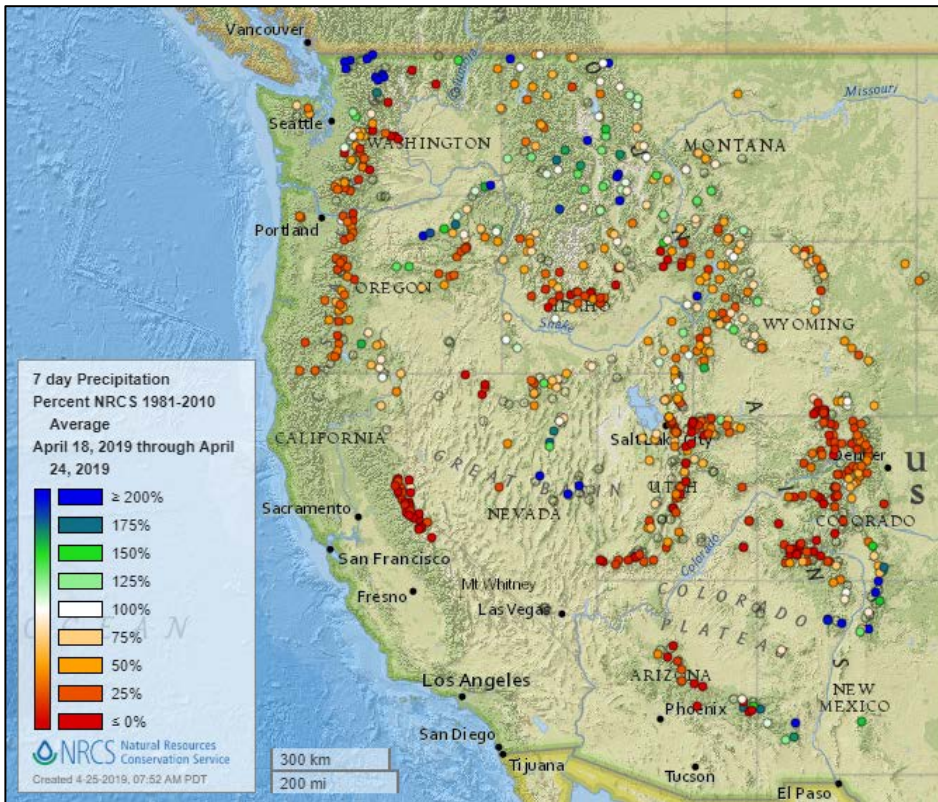 Vancouver
Columbia
Missouri
Seattle
WASHINGTON
MONTANA
Portland
OREGON
IDAHO
Snake
WYOMING
7 day Precipitation
Percent NRCS 1981-2010
Average
April 18, 2019 through April
24, 2019
≥ 200%
175%
150%
125%
100%
75%
50%
25%
≤ 0%
NRCS Natural Resources
Conservation Service
Created 4-25-2019, 07:52 AM PDT
CALIFORNIA
Salt Lake City
Denver
US
GREAT BASIN
UTAH
NEVADA
COLORADO
Sacramento
San Francisco
Colorado
Mt Whitney
Fresno
Las Vegas
COLORADO
PLATEAU
OCEAN
ARIZONA
Los Angeles
NEW
MEXICO
Phoenix
San Diego
Tijuana
300 km
200 mi
Tucson
El Paso